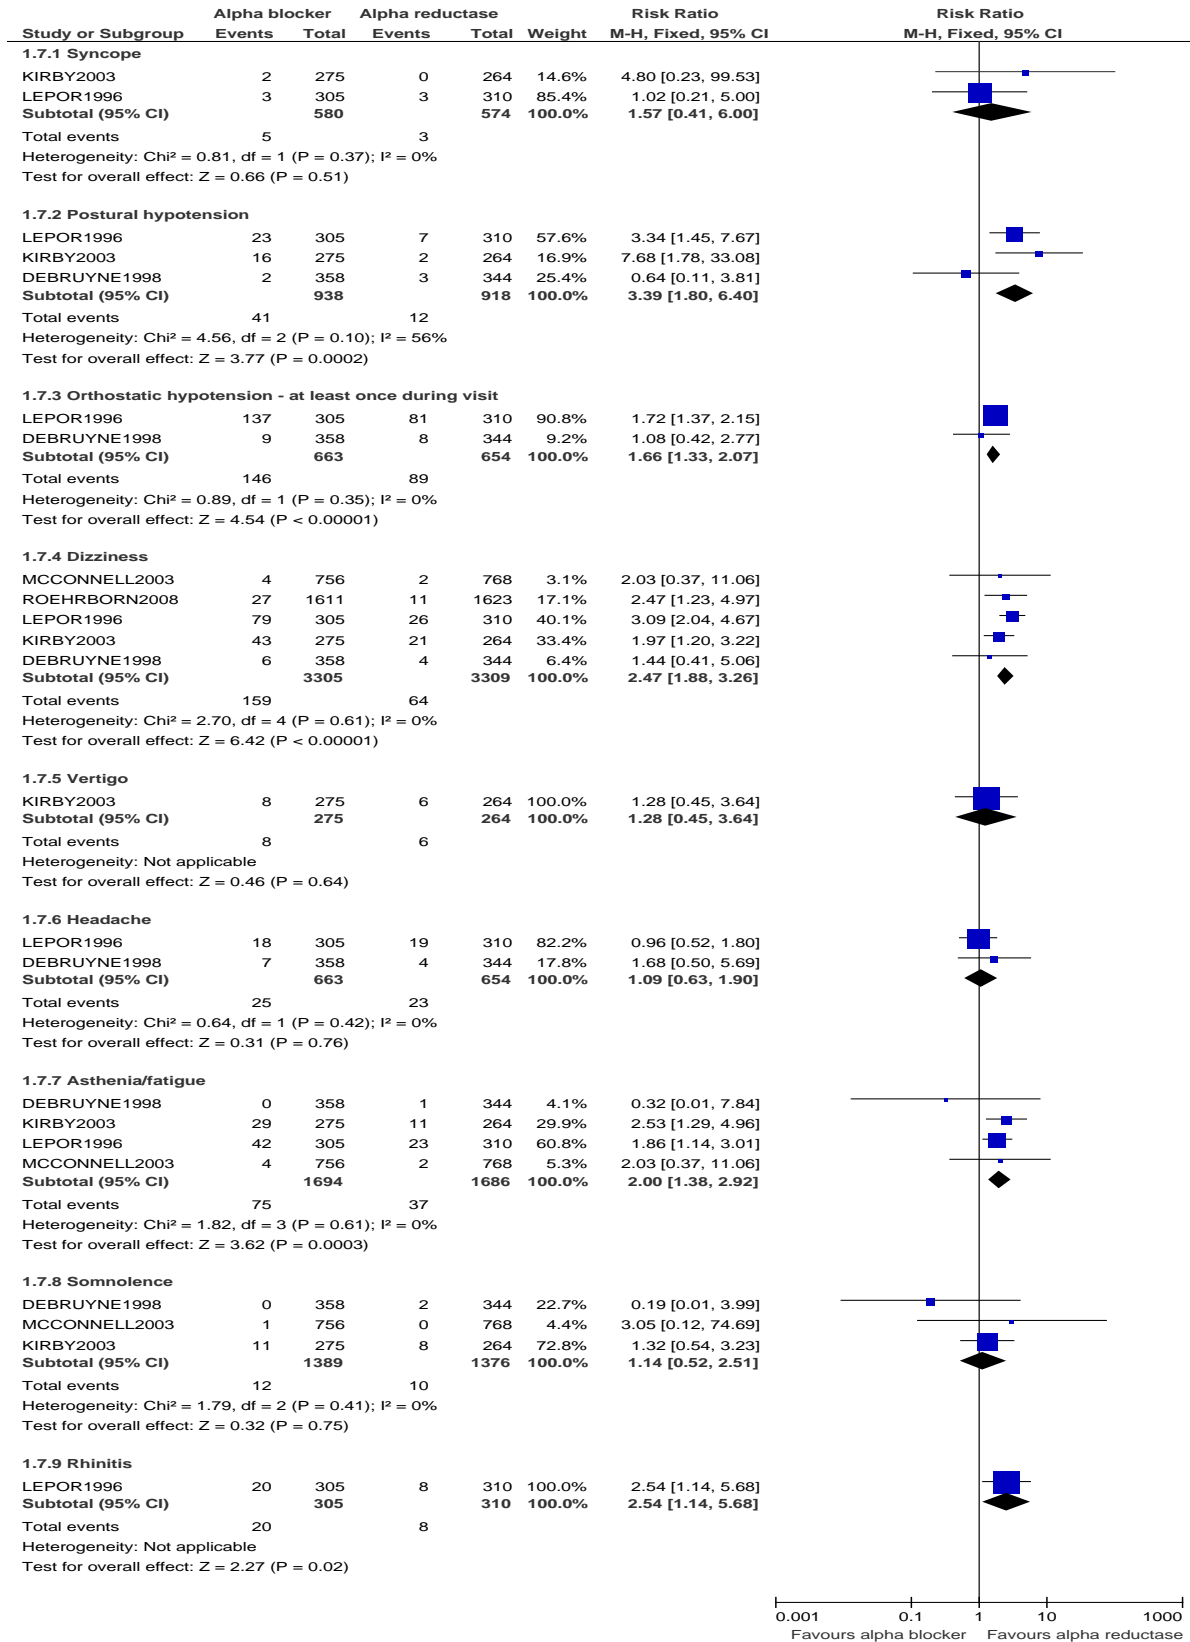 Alpha blocker Alpha reductase Risk Ratio Risk Ratio
Study or Subgroup Events Total Events Total Weight M-H, Fixed, 95% CI M-H, Fixed, 95% CI
1.7.1 Syncope
KIRBY2003 2 275 0 264 14.6% 4.80 [0.23, 99.53]
LEPOR1996 3 305 3 310 85.4% 1.02 [0.21, 5.00]
Subtotal (95% CI) 580 574 100.0% 1.57 [0.41, 6.00]
Total events 5 3
Heterogeneity: Chi² = 0.81, df = 1 (P = 0.37); I² = 0%
Test for overall effect: Z = 0.66 (P = 0.51)
1.7.2 Postural hypotension
LEPOR1996 23 305 7 310 57.6% 3.34 [1.45, 7.67]
KIRBY2003 16 275 2 264 16.9% 7.68 [1.78, 33.08]
DEBRUYNE1998 2 358 3 344 25.4% 0.64 [0.11, 3.81]
Subtotal (95% CI) 938 918 100.0% 3.39 [1.80, 6.40]
Total events 41 12
Heterogeneity: Chi² = 4.56, df = 2 (P = 0.10); I² = 56%
Test for overall effect: Z = 3.77 (P = 0.0002)
1.7.3 Orthostatic hypotension - at least once during visit
LEPOR1996 137 305 81 310 90.8% 1.72 [1.37, 2.15]
DEBRUYNE1998 9 358 8 344 9.2% 1.08 [0.42, 2.77]
Subtotal (95% CI) 663 654 100.0% 1.66 [1.33, 2.07]
Total events 146 89
Heterogeneity: Chi² = 0.89, df = 1 (P = 0.35); I² = 0%
Test for overall effect: Z = 4.54 (P < 0.00001)
1.7.4 Dizziness
MCCONNELL2003 4 756 2 768 3.1% 2.03 [0.37, 11.06]
ROEHRBORN2008 27 1611 11 1623 17.1% 2.47 [1.23, 4.97]
LEPOR1996 79 305 26 310 40.1% 3.09 [2.04, 4.67]
KIRBY2003 43 275 21 264 33.4% 1.97 [1.20, 3.22]
DEBRUYNE1998 6 358 4 344 6.4% 1.44 [0.41, 5.06]
Subtotal (95% CI) 3305 3309 100.0% 2.47 [1.88, 3.26]
Total events 159 64
Heterogeneity: Chi² = 2.70, df = 4 (P = 0.61); I² = 0%
Test for overall effect: Z = 6.42 (P < 0.00001)
1.7.5 Vertigo
KIRBY2003 8 275 6 264 100.0% 1.28 [0.45, 3.64]
Subtotal (95% CI) 275 264 100.0% 1.28 [0.45, 3.64]
Total events 8 6
Heterogeneity: Not applicable
Test for overall effect: Z = 0.46 (P = 0.64)
1.7.6 Headache
LEPOR1996 18 305 19 310 82.2% 0.96 [0.52, 1.80]
DEBRUYNE1998 7 358 4 344 17.8% 1.68 [0.50, 5.69]
Subtotal (95% CI) 663 654 100.0% 1.09 [0.63, 1.90]
Total events 25 23
Heterogeneity: Chi² = 0.64, df = 1 (P = 0.42); I² = 0%
Test for overall effect: Z = 0.31 (P = 0.76)
1.7.7 Asthenia/fatigue
DEBRUYNE1998 0 358 1 344 4.1% 0.32 [0.01, 7.84]
KIRBY2003 29 275 11 264 29.9% 2.53 [1.29, 4.96]
LEPOR1996 42 305 23 310 60.8% 1.86 [1.14, 3.01]
MCCONNELL2003 4 756 2 768 5.3% 2.03 [0.37, 11.06]
Subtotal (95% CI) 1694 1686 100.0% 2.00 [1.38, 2.92]
Total events 75 37
Heterogeneity: Chi² = 1.82, df = 3 (P = 0.61); I² = 0%
Test for overall effect: Z = 3.62 (P = 0.0003)
1.7.8 Somnolence
DEBRUYNE1998 0 358 2 344 22.7% 0.19 [0.01, 3.99]
MCCONNELL2003 1 756 0 768 4.4% 3.05 [0.12, 74.69]
KIRBY2003 11 275 8 264 72.8% 1.32 [0.54, 3.23]
Subtotal (95% CI) 1389 1376 100.0% 1.14 [0.52, 2.51]
Total events 12 10
Heterogeneity: Chi² = 1.79, df = 2 (P = 0.41); I² = 0%
Test for overall effect: Z = 0.32 (P = 0.75)
1.7.9 Rhinitis
LEPOR1996 20 305 8 310 100.0% 2.54 [1.14, 5.68]
Subtotal (95% CI) 305 310 100.0% 2.54 [1.14, 5.68]
Total events 20 8
Heterogeneity: Not applicable
Test for overall effect: Z = 2.27 (P = 0.02)
0.001 0.1 1 10 1000
Favours alpha blocker Favours alpha reductase